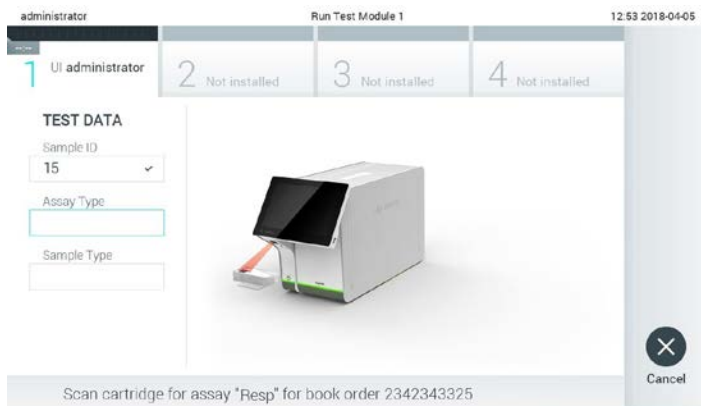 administrator Run Test Module 1 12:53 2018-04-05
1 UI administrator
2 Not installed
3 Not installed
4 Not installed
TEST DATA
Sample ID
15
Assay Type
Sample Type
Cancel
Scan cartridge for assay "Resp" for book order 2342343325